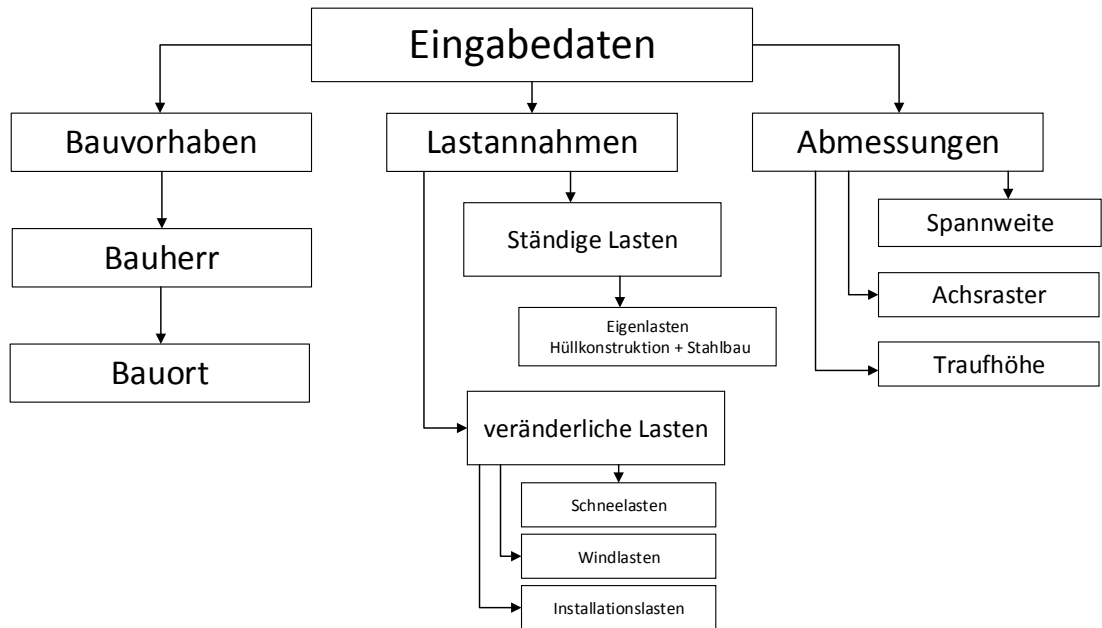 Eingabedaten
Bauvorhaben
Lastannahmen
Abmessungen
Spannweite
Ständige Lasten
Bauherr
Achsraster
Eigenlasten
Hüllkonstruktion + Stahlbau
Bauort
Traufhöhe
veränderliche Lasten
Schneelasten
Windlasten
Installationslasten